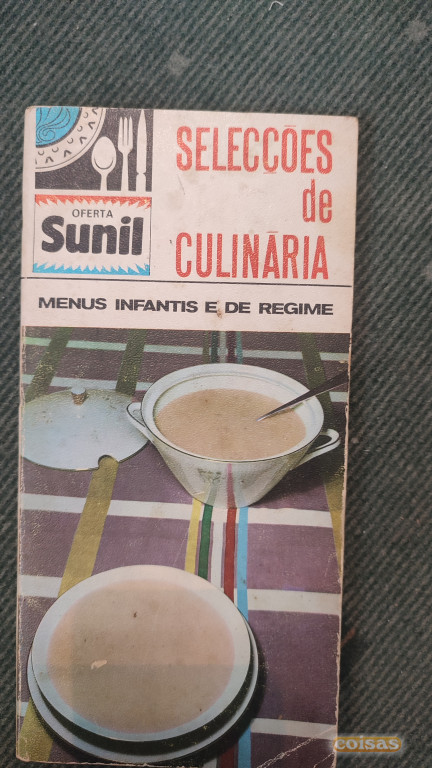 SELECÇÕES
de
CULINÁRIA
OFERTA
Sunil
MENUS INFANTIS E DE REGIME
coisas